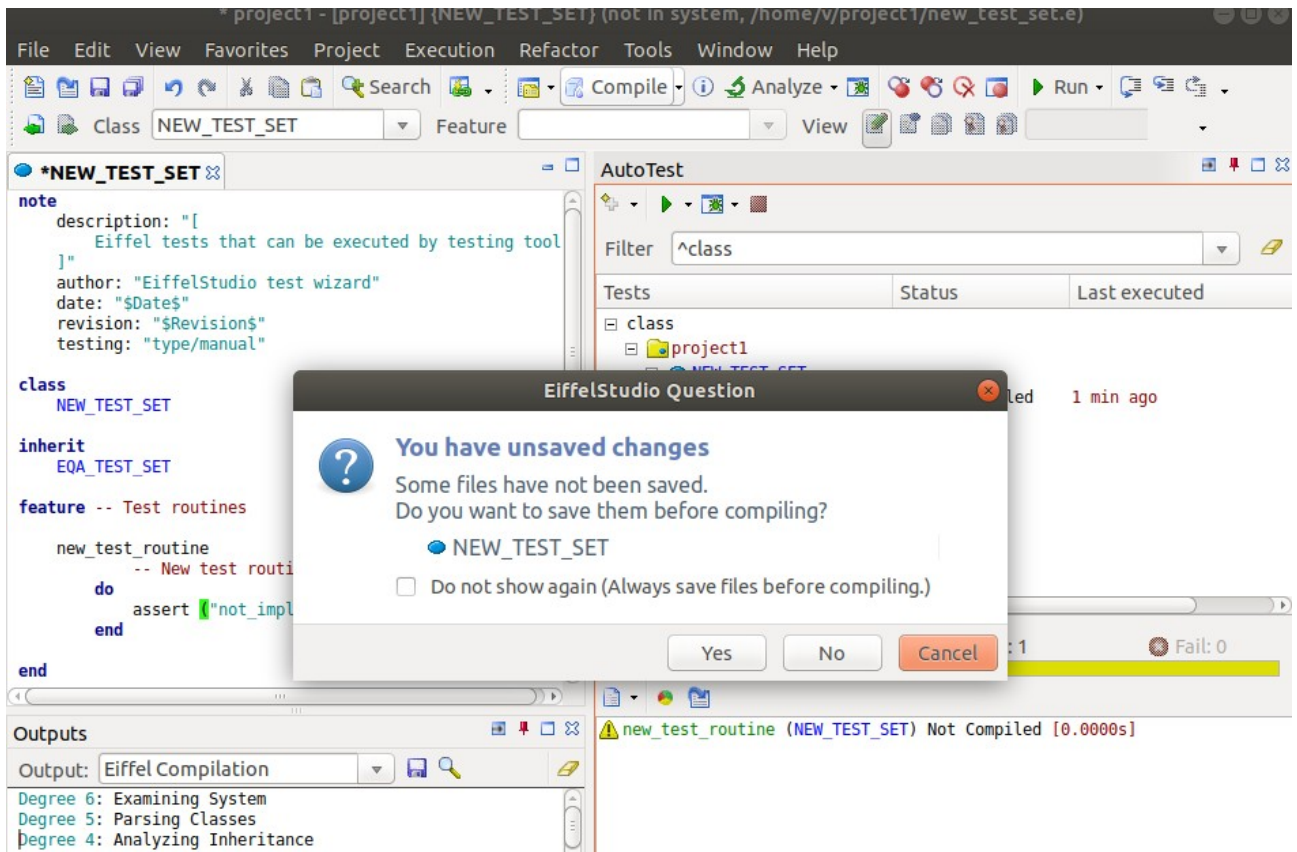 * project1 - [project1] {NEW_TEST_SET} (not in system, /home/v/project1/new_test_set.e)
File Edit View Favorites Project Execution Refactor Tools Window Help
Search Compile Analyze Run
Class NEW_TEST_SET Feature View
*NEW_TEST_SET
note
description: "[
Eiffel tests that can be executed by testing tool
]"
author: "EiffelStudio test wizard"
date: "$Date$"
revision: "$Revision$"
testing: "type/manual"
class
NEW_TEST_SET
inherit
EQA_TEST_SET
feature -- Test routines
new_test_routine
-- New test routi
do
assert ("not_impl
end
end
AutoTest
Filter ^class
Tests Status Last executed
class
project1
NEW_TEST_SET
led 1 min ago
EiffelStudio Question
You have unsaved changes
Some files have not been saved.
Do you want to save them before compiling?
NEW_TEST_SET
Do not show again (Always save files before compiling.)
Yes No Cancel
: 1 Fail: 0
Outputs
Output: Eiffel Compilation
Degree 6: Examining System
Degree 5: Parsing Classes
Degree 4: Analyzing Inheritance
new_test_routine (NEW_TEST_SET) Not Compiled [0.0000s]